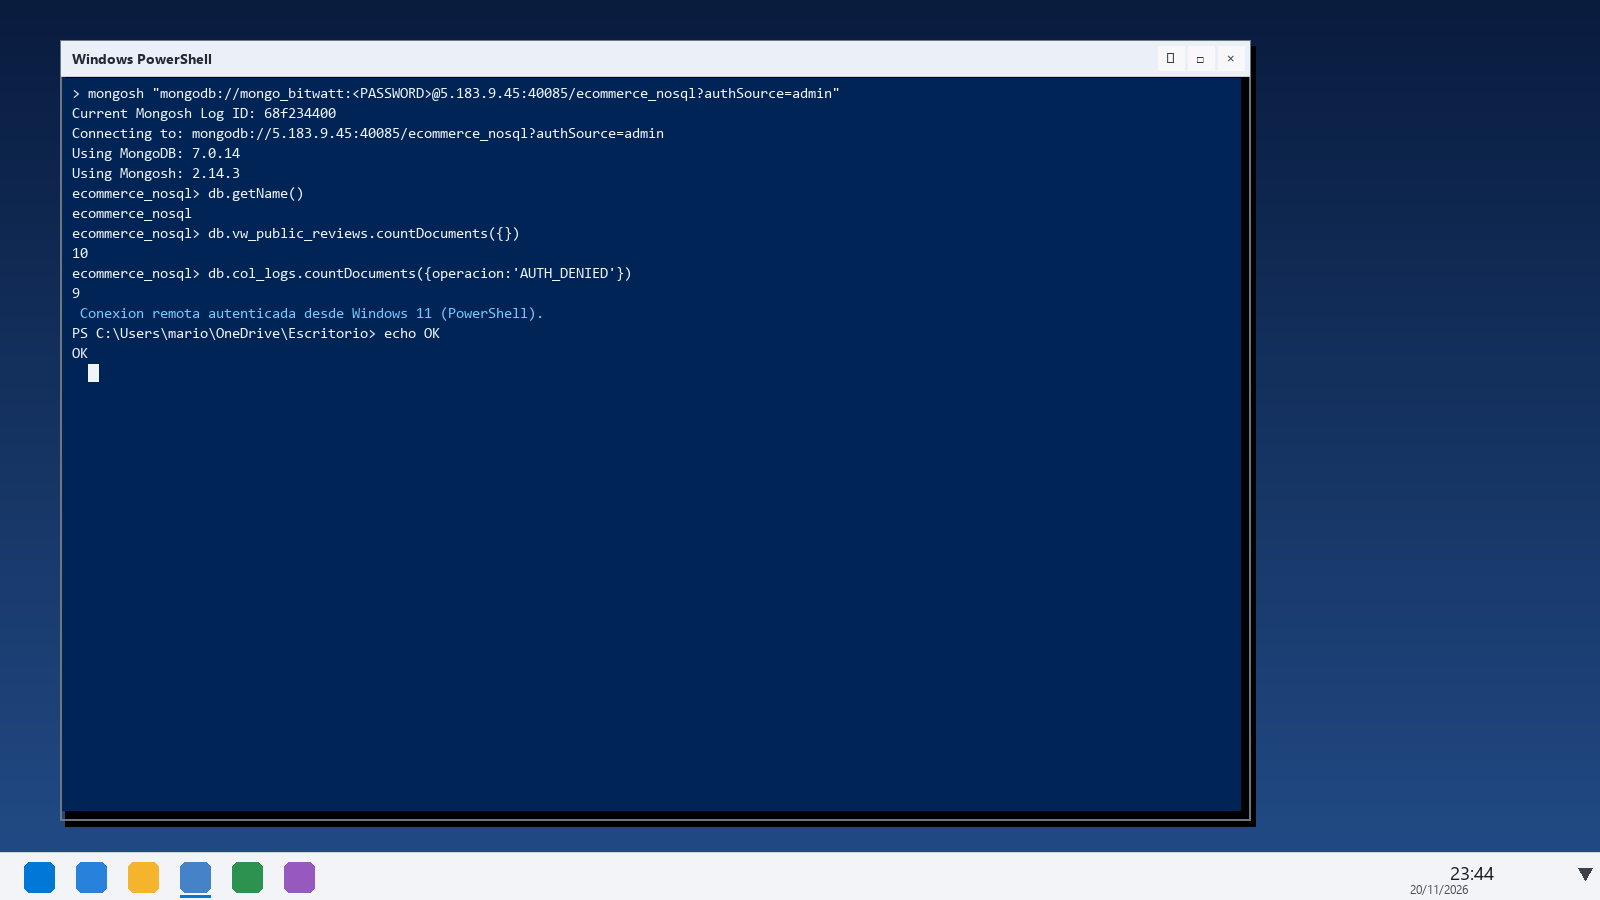 Windows PowerShell
> mongosh "mongodb://mongo_bitwatt:<PASSWORD>@5.183.9.45:40085/ecommerce_nosql?authSource=admin"
Current Mongosh Log ID: 68f234400
Connecting to: mongodb://5.183.9.45:40085/ecommerce_nosql?authSource=admin
Using MongoDB: 7.0.14
Using Mongosh: 2.14.3
ecommerce_nosql> db.getName()
ecommerce_nosql
ecommerce_nosql> db.vw_public_reviews.countDocuments({})
10
ecommerce_nosql> db.col_logs.countDocuments({operacion:'AUTH_DENIED'})
9
Conexion remota autenticada desde Windows 11 (PowerShell).
PS C:\Users\mario\OneDrive\Escritorio> echo OK
OK
23:44
20/11/2026